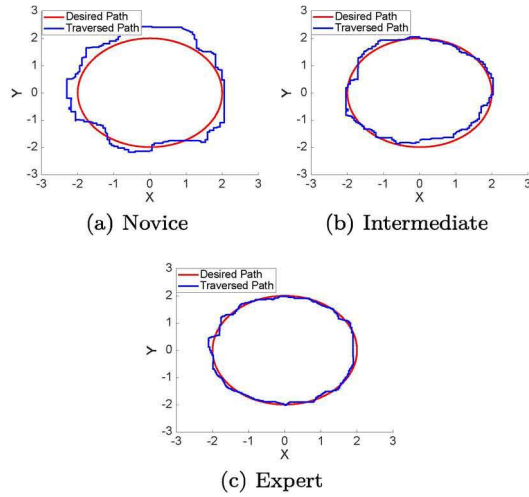 Desired Path
Traversed Path
3
2
1
0
-1
-2
-3
Y
-3 -2 -1 0 1 2 3
X
(a) Novice
Desired Path
Traversed Path
3
2
1
0
-1
-2
-3
Y
-3 -2 -1 0 1 2 3
X
(b) Intermediate
Desired Path
Traversed Path
3
2
1
0
-1
-2
-3
Y
-3 -2 -1 0 1 2 3
X
(c) Expert